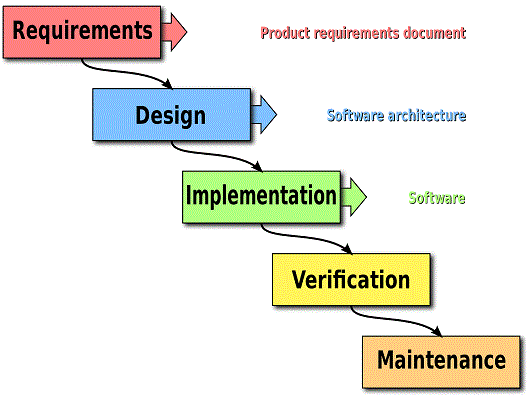 Requirements
Product requirements document
Design
Software architecture
Implementation
Software
Verification
Maintenance